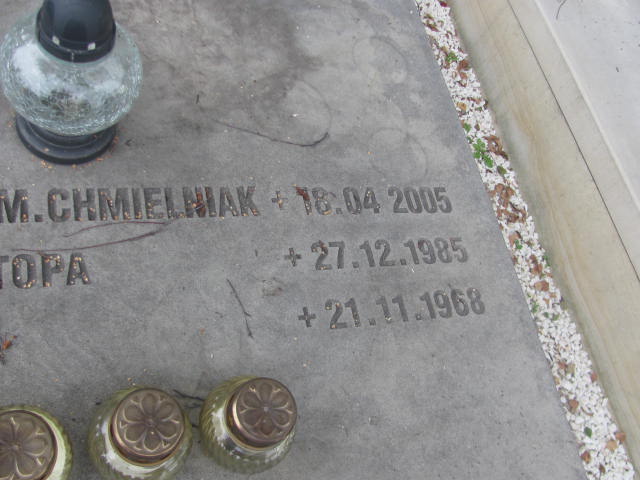 M. CHMIELNIAK + 18.04 2005
TOPA + 27.12.1985
+ 21.11.1968